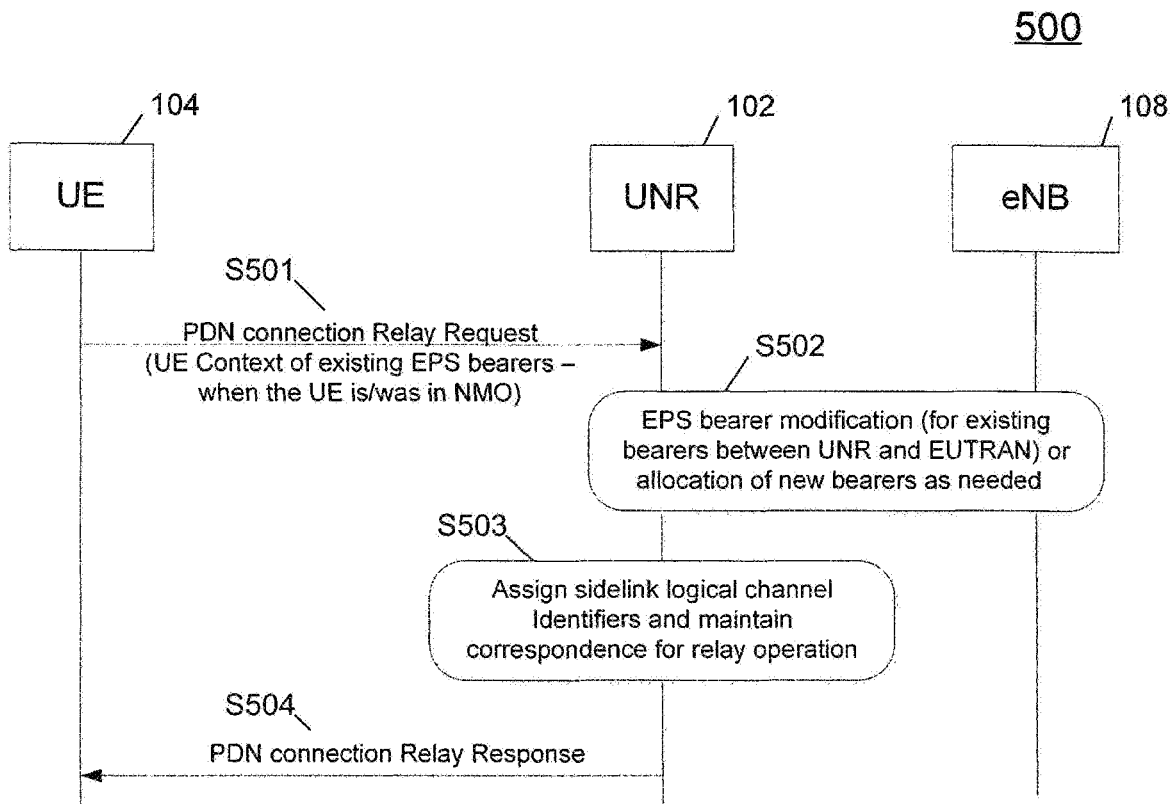 500
104
102
108
UE
UNR
eNB
S501
PDN connection Relay Request
(UE Context of existing EPS bearers –
when the UE is/was in NMO)
S502
EPS bearer modification (for existing
bearers between UNR and EUTRAN) or
allocation of new bearers as needed
S503
Assign sidelink logical channel
Identifiers and maintain
correspondence for relay operation
S504
PDN connection Relay Response